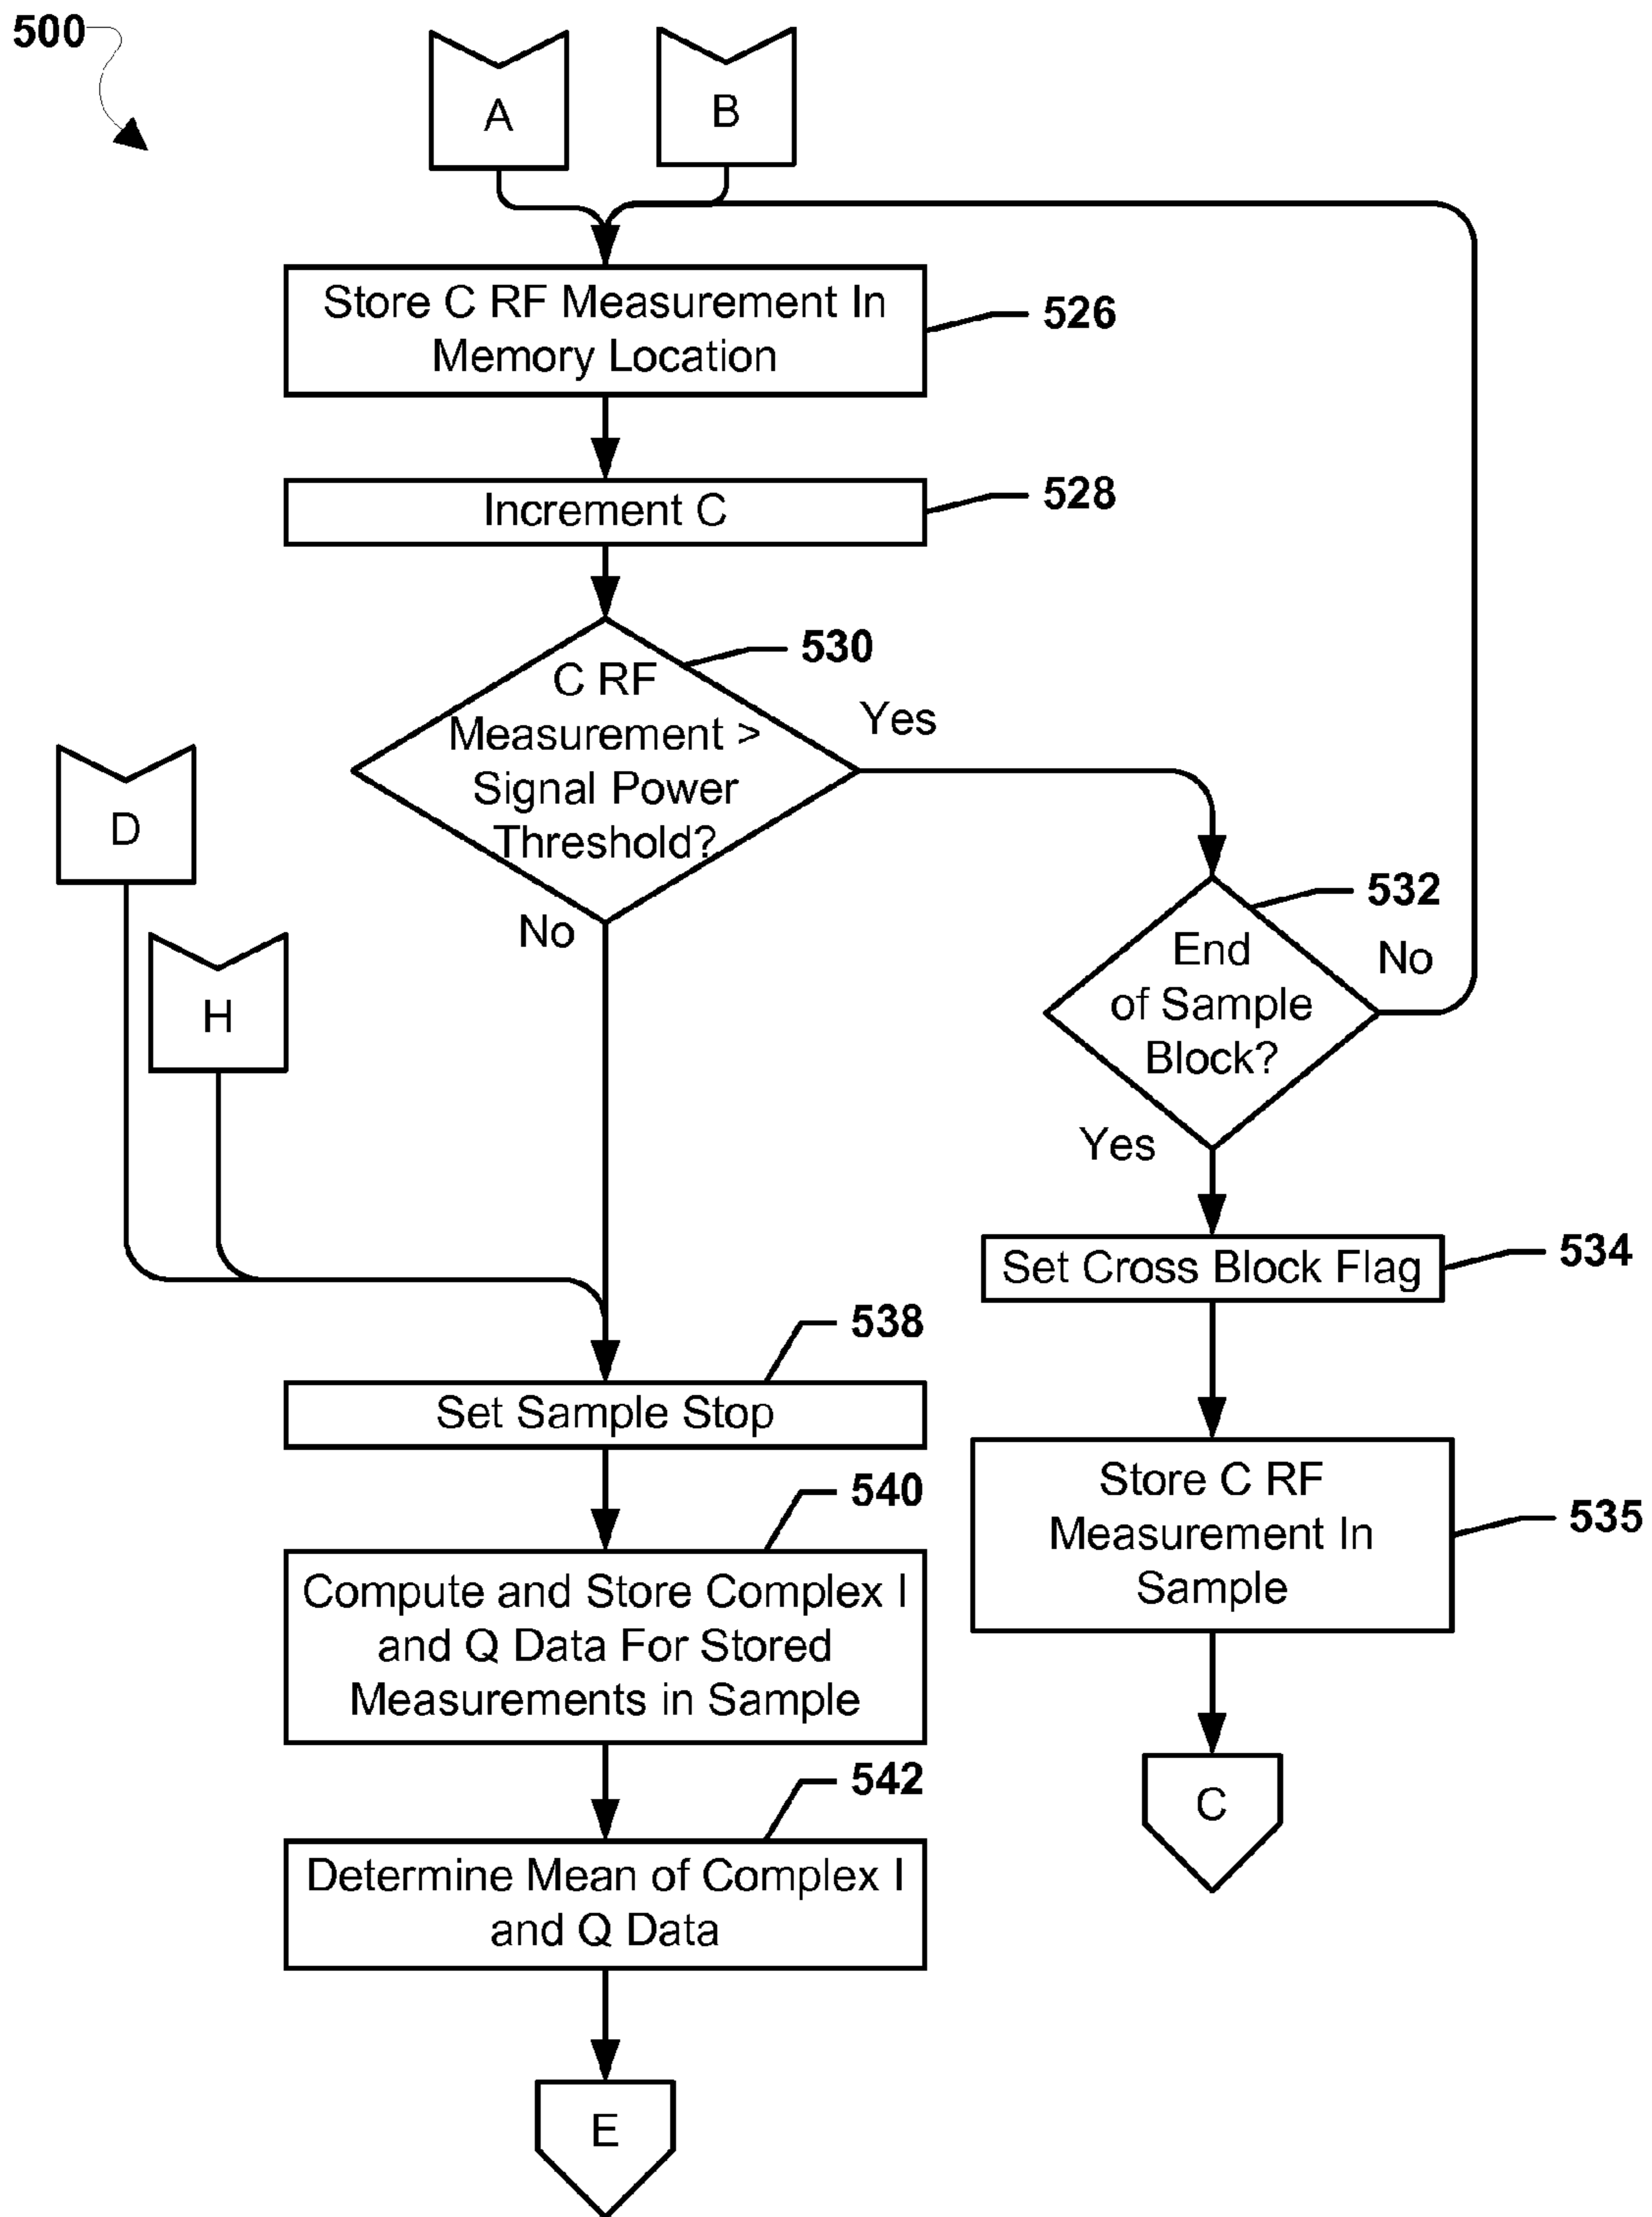 500
A
B
Store C RF Measurement In
Memory Location
526
Increment C
528
530
C RF
Measurement >
Signal Power
Threshold?
Yes
No
D
H
532
End
of Sample
Block?
No
Yes
Set Cross Block Flag
534
538
Set Sample Stop
Store C RF
Measurement In
Sample
535
540
Compute and Store Complex I
and Q Data For Stored
Measurements in Sample
542
Determine Mean of Complex I
and Q Data
C
E